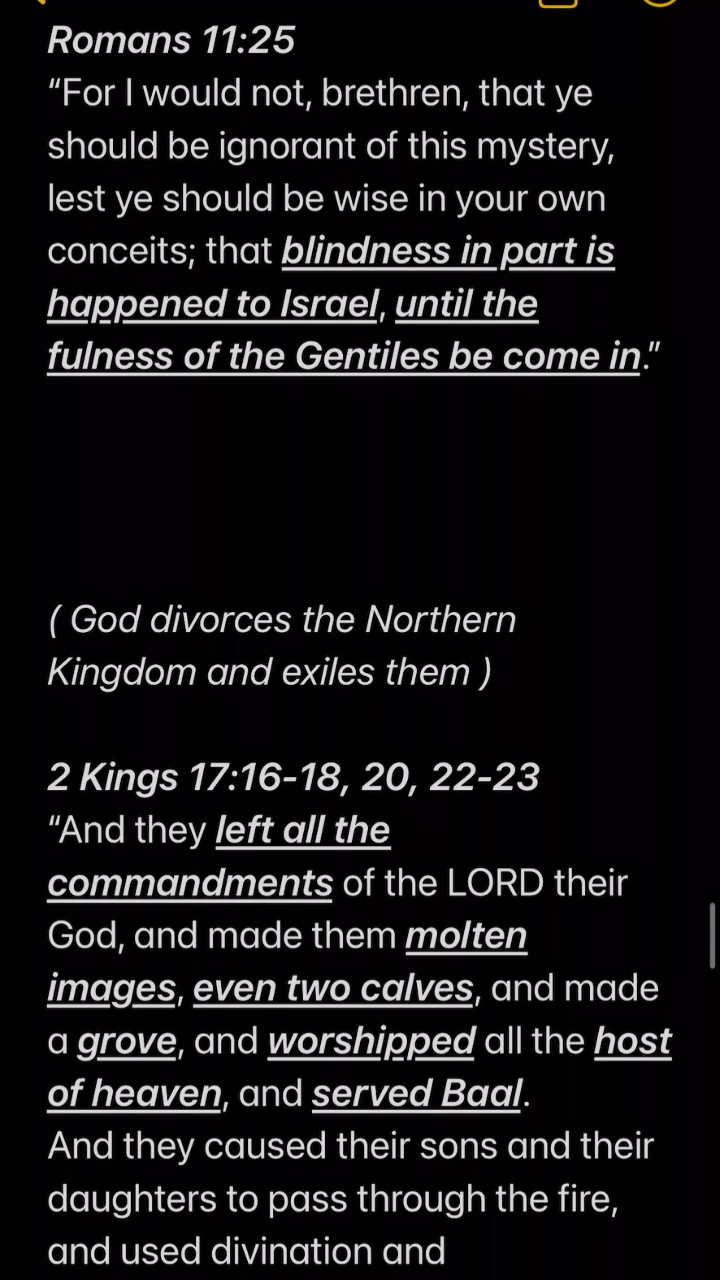 Romans 11:25
“For I would not, brethren, that ye
should be ignorant of this mystery,
lest ye should be wise in your own
conceits; that blindness in part is
happened to Israel, until the
fulness of the Gentiles be come in."
( God divorces the Northern
Kingdom and exiles them )
2 Kings 17:16-18, 20, 22-23
“And they left all the
commandments of the LORD their
God, and made them molten
images, even two calves, and made
a grove, and worshipped all the host
of heaven, and served Baal.
And they caused their sons and their
daughters to pass through the fire,
and used divination and